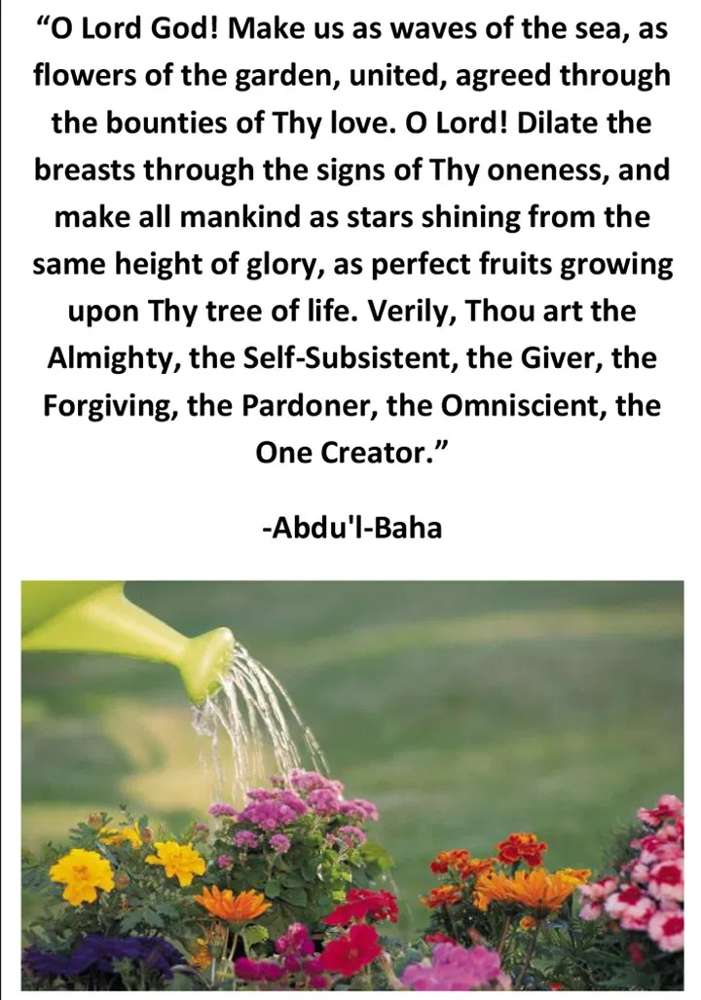 “O Lord God! Make us as waves of the sea, as
flowers of the garden, united, agreed through
the bounties of Thy love. O Lord! Dilate the
breasts through the signs of Thy oneness, and
make all mankind as stars shining from the
same height of glory, as perfect fruits growing
upon Thy tree of life. Verily, Thou art the
Almighty, the Self-Subsistent, the Giver, the
Forgiving, the Pardoner, the Omniscient, the
One Creator.”
-Abdu'l-Baha